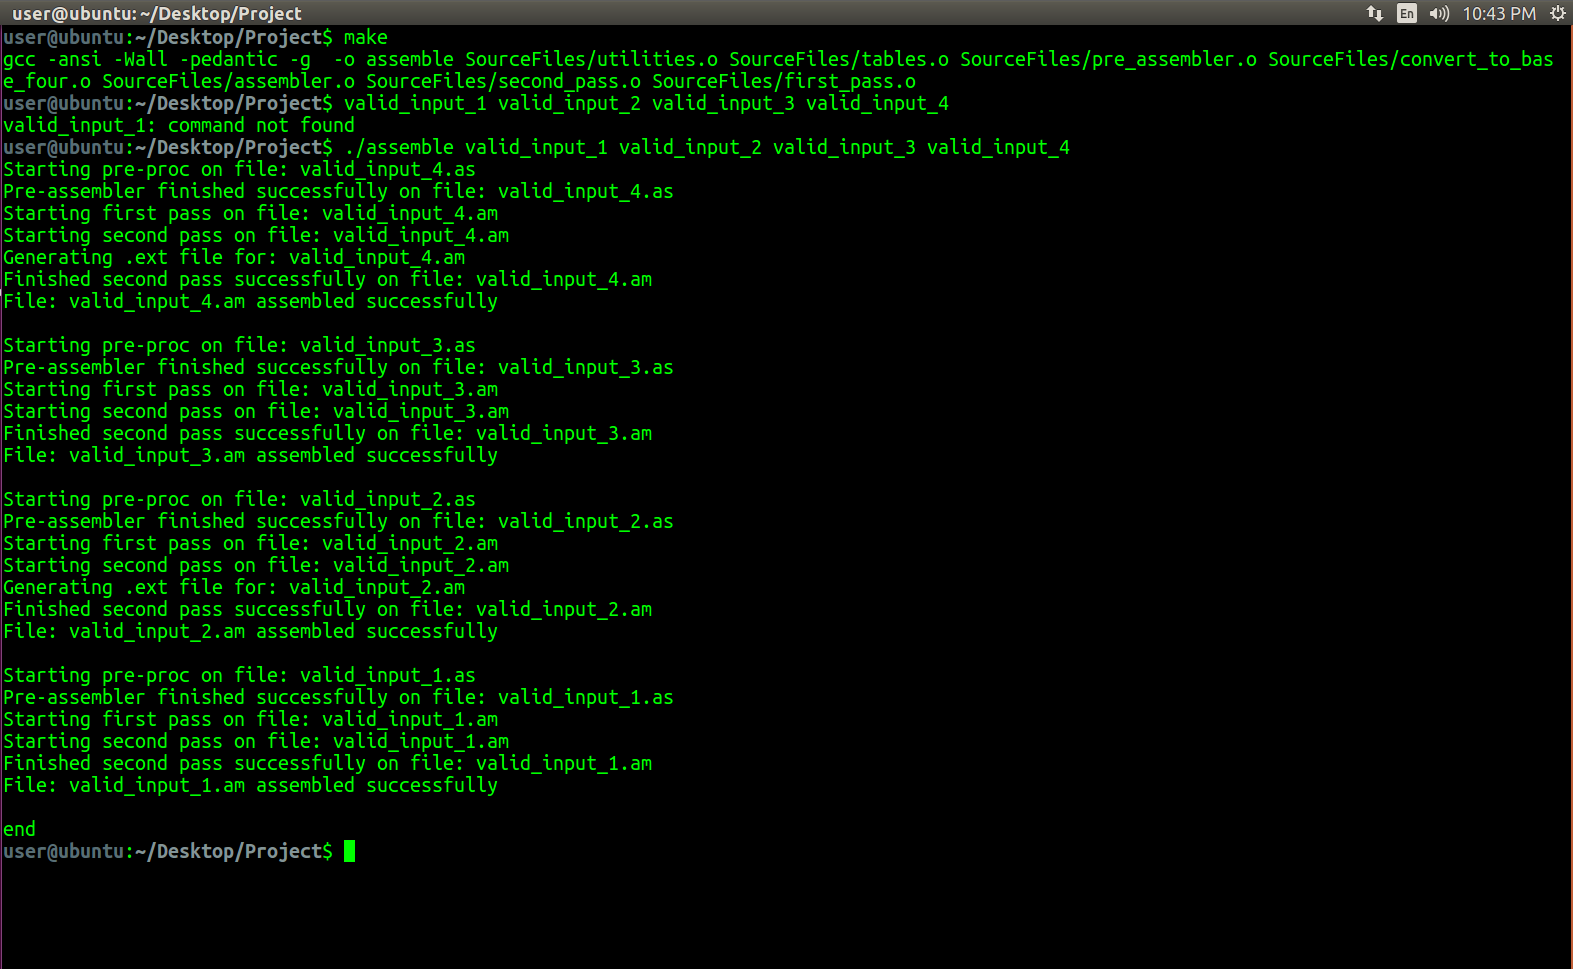 user@ubuntu: ~/Desktop/Project
En
10:43 PM
user@ubuntu:~/Desktop/Project$ make
gcc -ansi -Wall -pedantic -g  -o assemble SourceFiles/utilities.o SourceFiles/tables.o SourceFiles/pre_assembler.o SourceFiles/convert_to_bas
e_four.o SourceFiles/assembler.o SourceFiles/second_pass.o SourceFiles/first_pass.o
user@ubuntu:~/Desktop/Project$ valid_input_1 valid_input_2 valid_input_3 valid_input_4
valid_input_1: command not found
user@ubuntu:~/Desktop/Project$ ./assemble valid_input_1 valid_input_2 valid_input_3 valid_input_4
Starting pre-proc on file: valid_input_4.as
Pre-assembler finished successfully on file: valid_input_4.as
Starting first pass on file: valid_input_4.am
Starting second pass on file: valid_input_4.am
Generating .ext file for: valid_input_4.am
Finished second pass successfully on file: valid_input_4.am
File: valid_input_4.am assembled successfully
Starting pre-proc on file: valid_input_3.as
Pre-assembler finished successfully on file: valid_input_3.as
Starting first pass on file: valid_input_3.am
Starting second pass on file: valid_input_3.am
Finished second pass successfully on file: valid_input_3.am
File: valid_input_3.am assembled successfully
Starting pre-proc on file: valid_input_2.as
Pre-assembler finished successfully on file: valid_input_2.as
Starting first pass on file: valid_input_2.am
Starting second pass on file: valid_input_2.am
Generating .ext file for: valid_input_2.am
Finished second pass successfully on file: valid_input_2.am
File: valid_input_2.am assembled successfully
Starting pre-proc on file: valid_input_1.as
Pre-assembler finished successfully on file: valid_input_1.as
Starting first pass on file: valid_input_1.am
Starting second pass on file: valid_input_1.am
Finished second pass successfully on file: valid_input_1.am
File: valid_input_1.am assembled successfully
end
user@ubuntu:~/Desktop/Project$